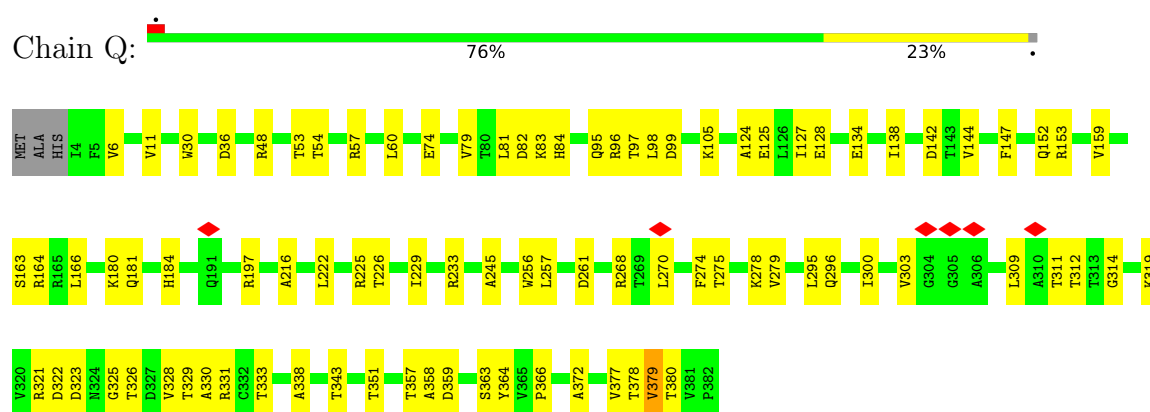 Chain Q:
76% 23%
MET ALA HIS I4 F5 V6 V11 W30 D36 R48 T53 T54 R57 L60 E74 V79 T80 L81 D82 K83 H84 Q95 R96 T97 L98 D99 K105 A124 E125 L126 I127 E128 E134 I138 D142 T143 V144 F147 Q152 R153 V159
S163 R164 R165 L166 K180 Q181 H184 Q191 R197 A216 L222 R225 T226 I229 R233 A245 W256 L257 D261 R268 T269 L270 F274 T275 K278 V279 L295 Q296 I300 V303 G304 G305 A306 L309 A310 T311 T312 T313 G314 K319
V320 R321 D322 D323 N324 G325 T326 D327 V328 T329 A330 R331 C332 T333 A338 T343 T351 T357 A358 D359 S363 Y364 V365 P366 A372 V377 T378 V379 T380 V381 P382